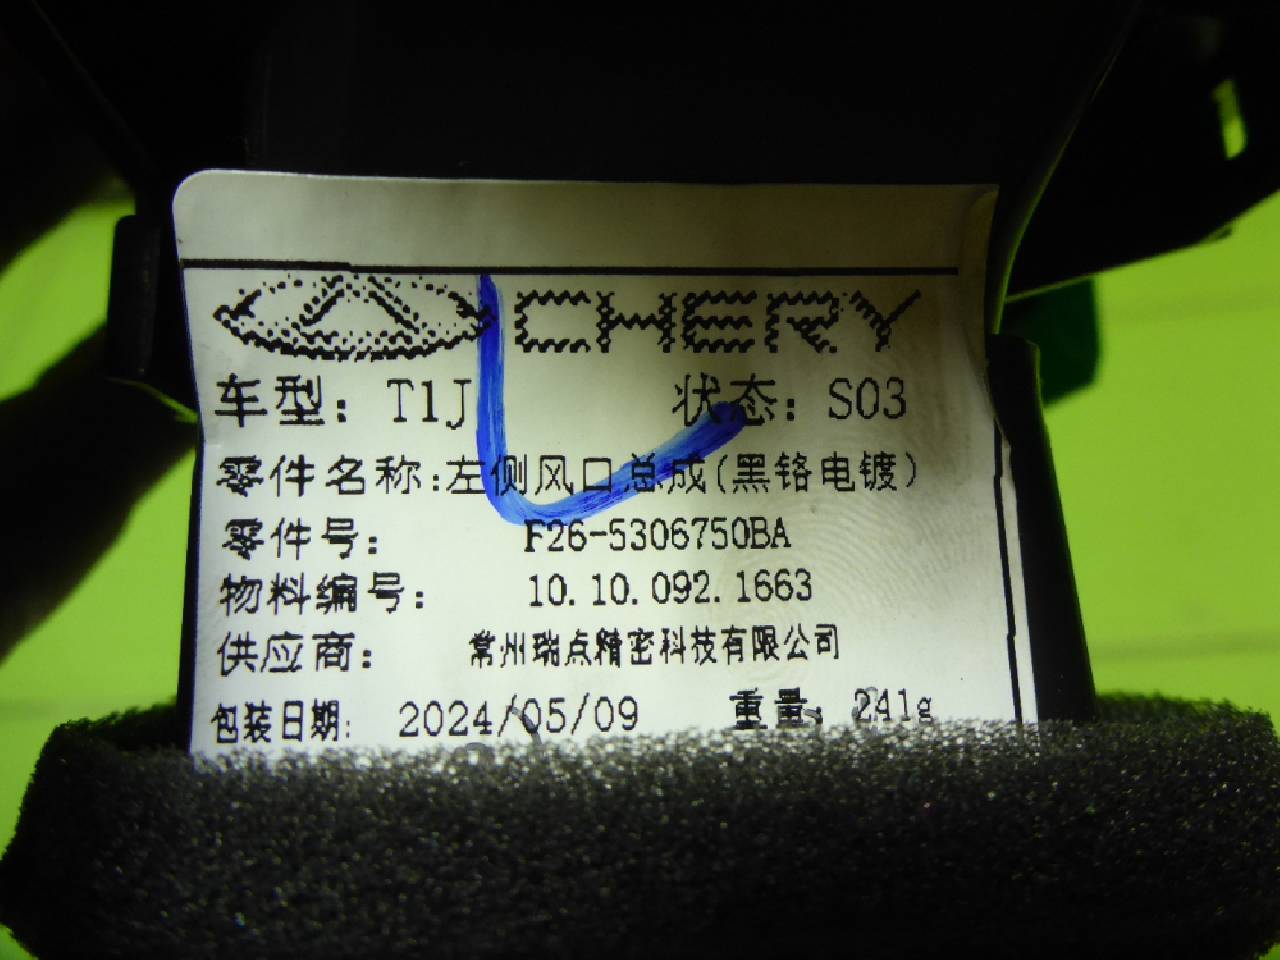 CHERY
车型：T1J 状态：S03
零件名称:左侧风口总成(黑铬电镀)
零件号： F26-5306750BA
物料编号： 10.10.092.1663
供应商： 常州瑞点精密科技有限公司
包装日期: 2024/05/09 重量: 241g